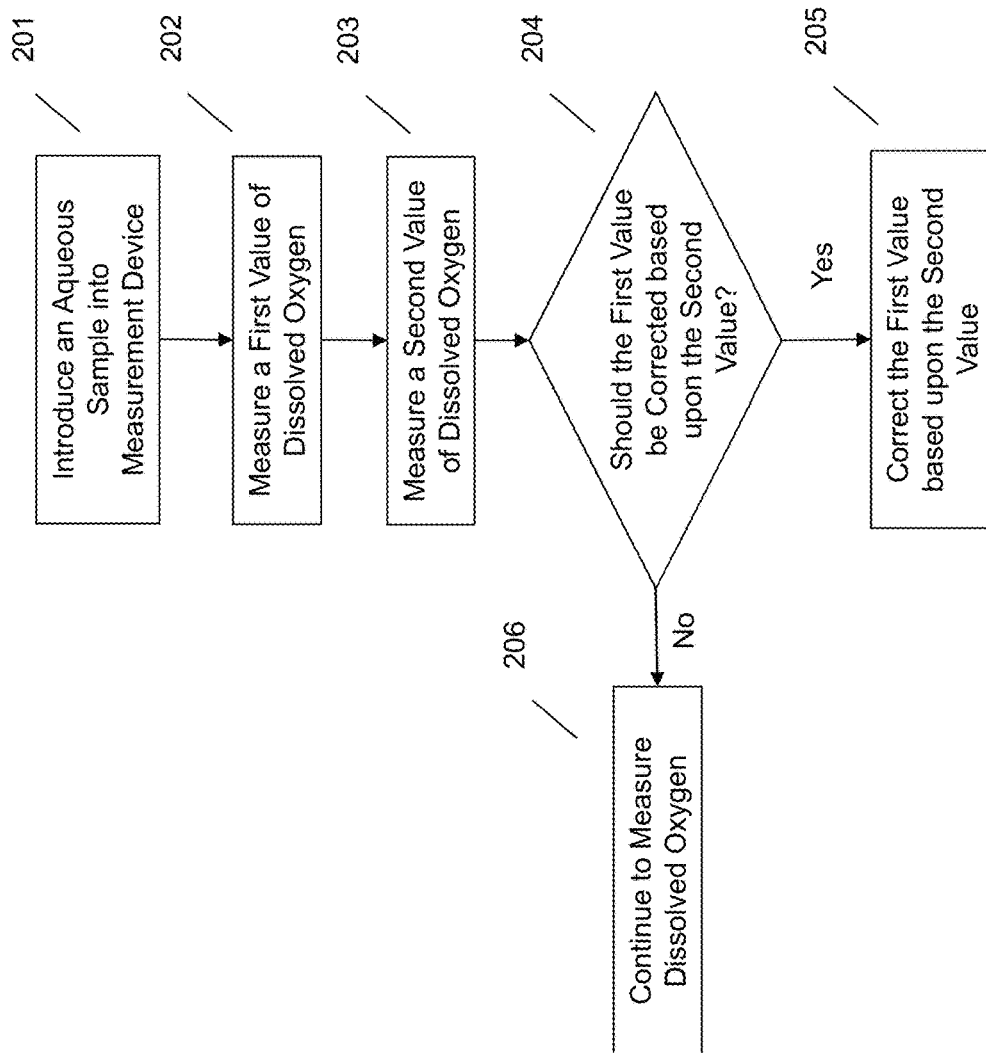 201
Introduce an Aqueous
Sample into
Measurement Device
202
Measure a First Value of
Dissolved Oxygen
203
Measure a Second Value
of Dissolved Oxygen
204
Should the First Value
be Corrected based
upon the Second
Value?
206
No
Continue to Measure
Dissolved Oxygen
Yes
205
Correct the First Value
based upon the Second
Value